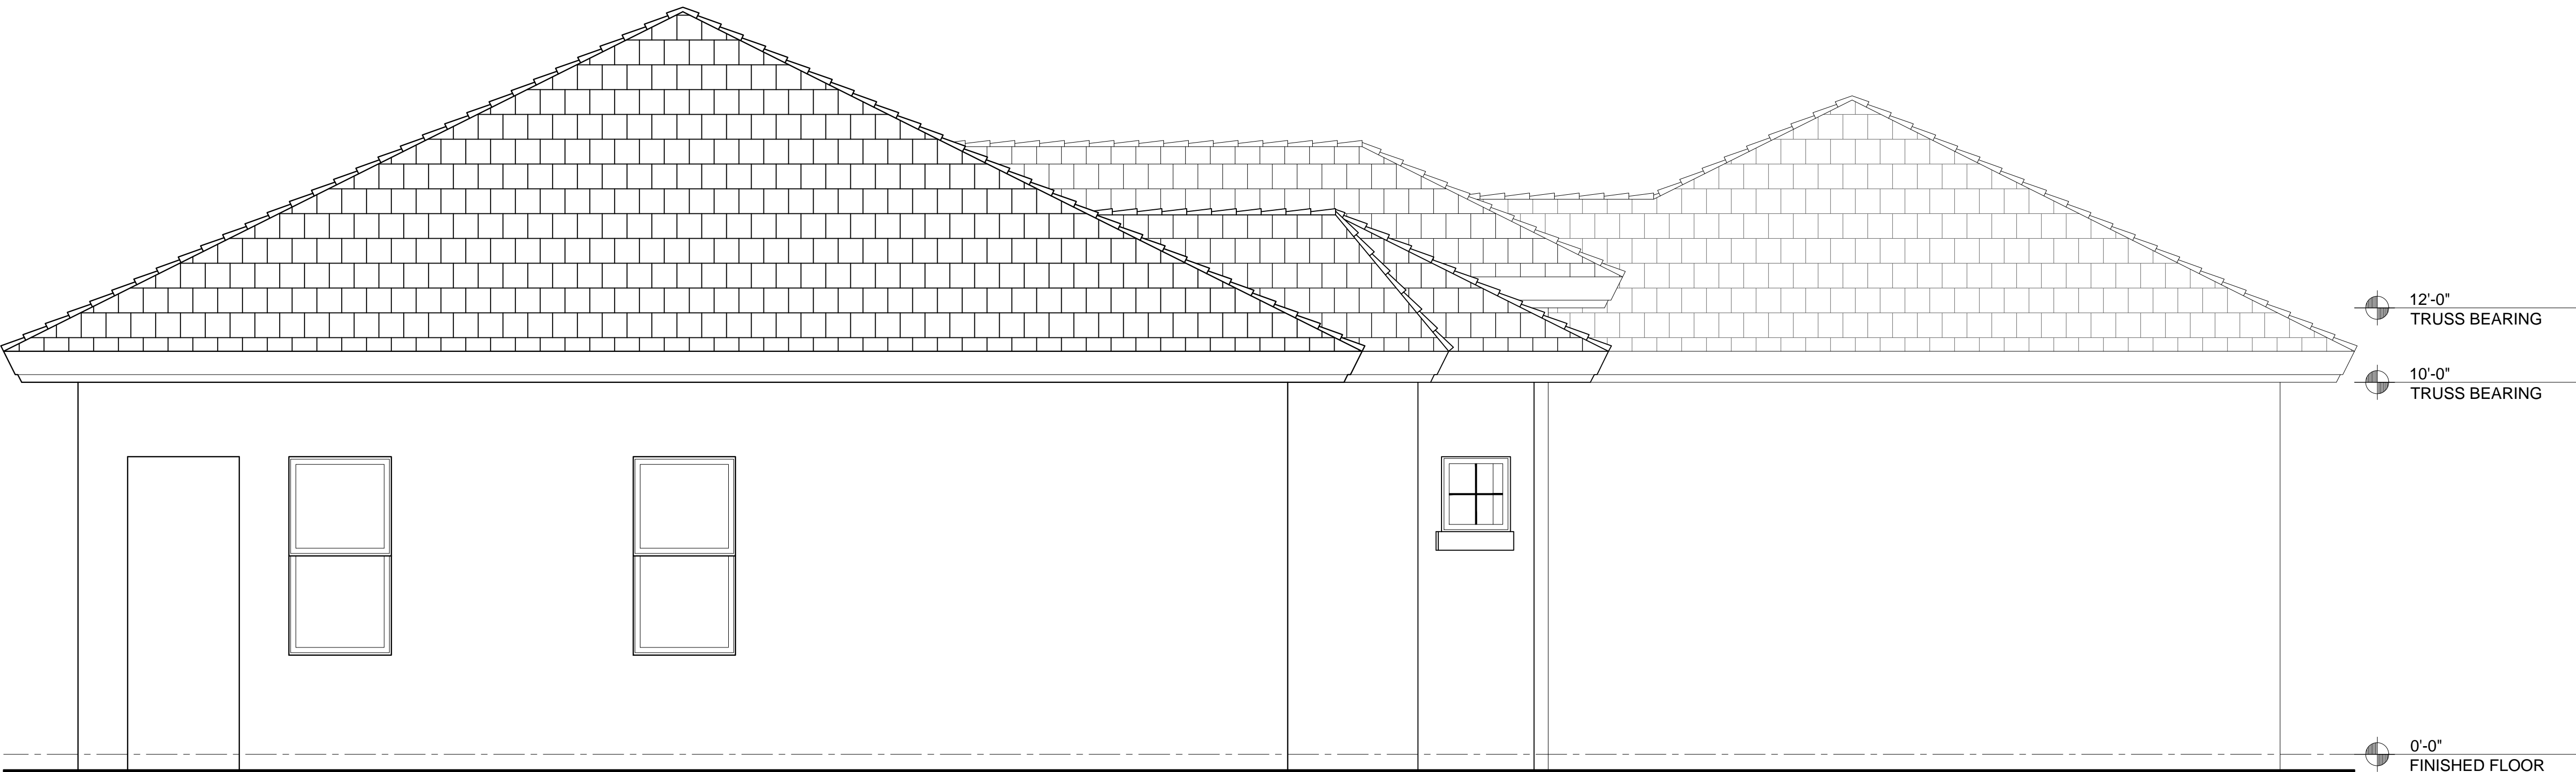 12'-0"
TRUSS BEARING
10'-0"
TRUSS BEARING
0'-0"
FINISHED FLOOR